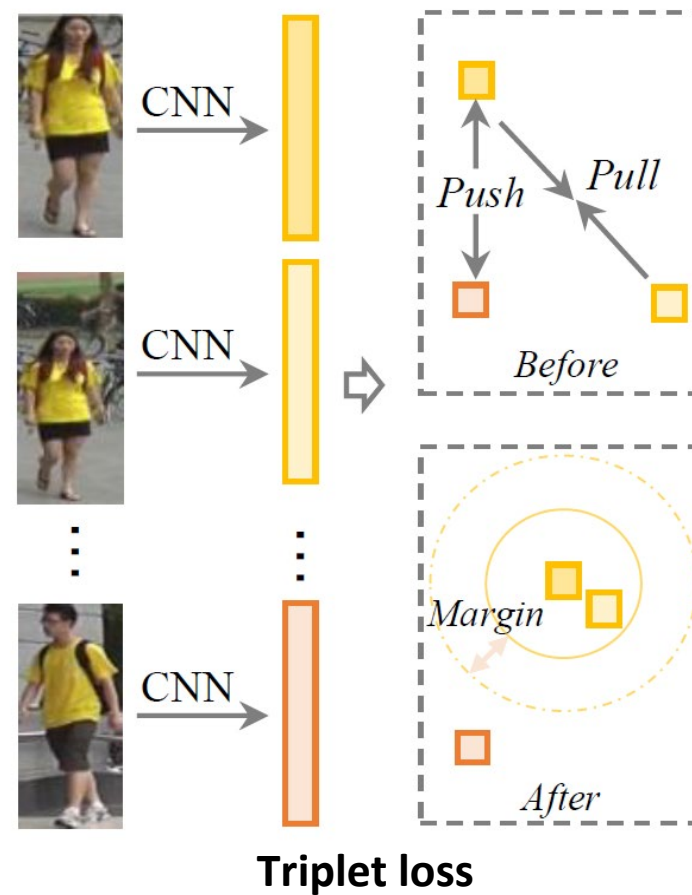 CNN
CNN
CNN
Push
Pull
Before
Margin
After
Triplet loss